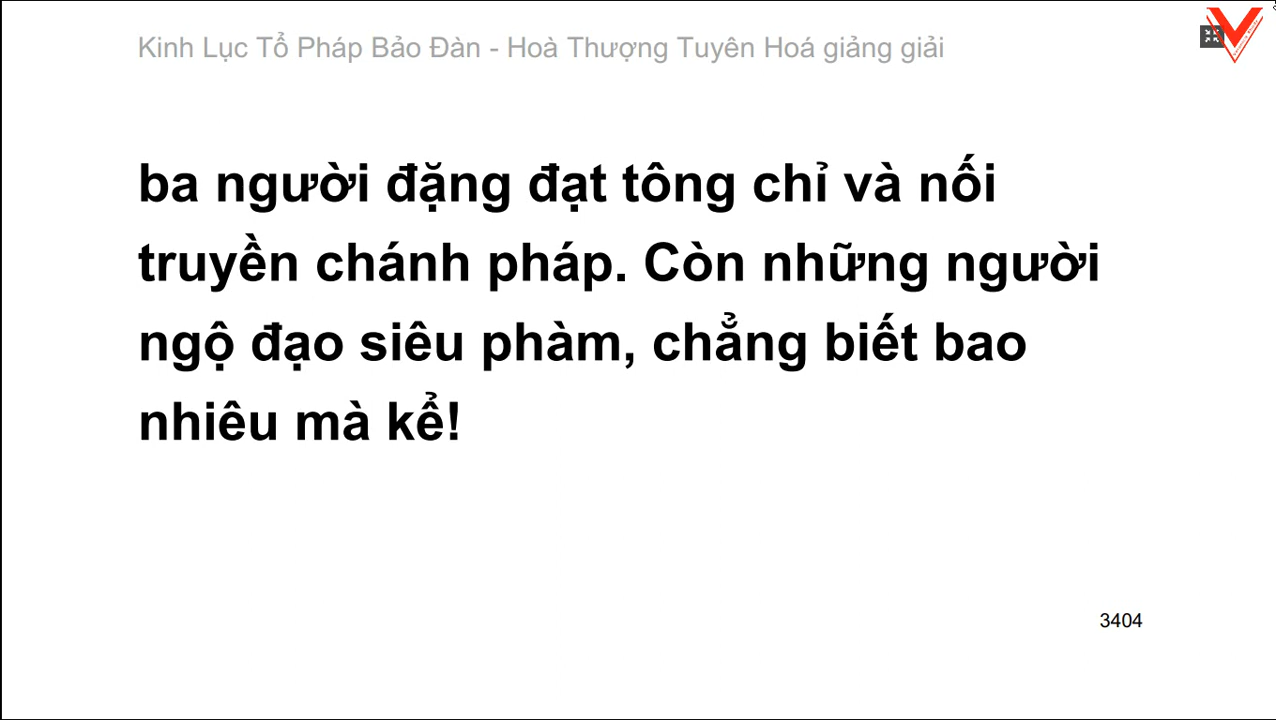 Kinh Lục Tổ Pháp Bảo Đàn - Hoà Thượng Tuyên Hoá giảng giải
ba người đặng đạt tông chỉ và nối
truyền chánh pháp. Còn những người
ngộ đạo siêu phàm, chẳng biết bao
nhiêu mà kể!
3404